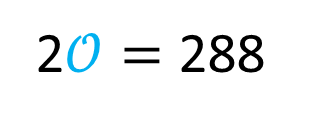 2𝒪 = 288